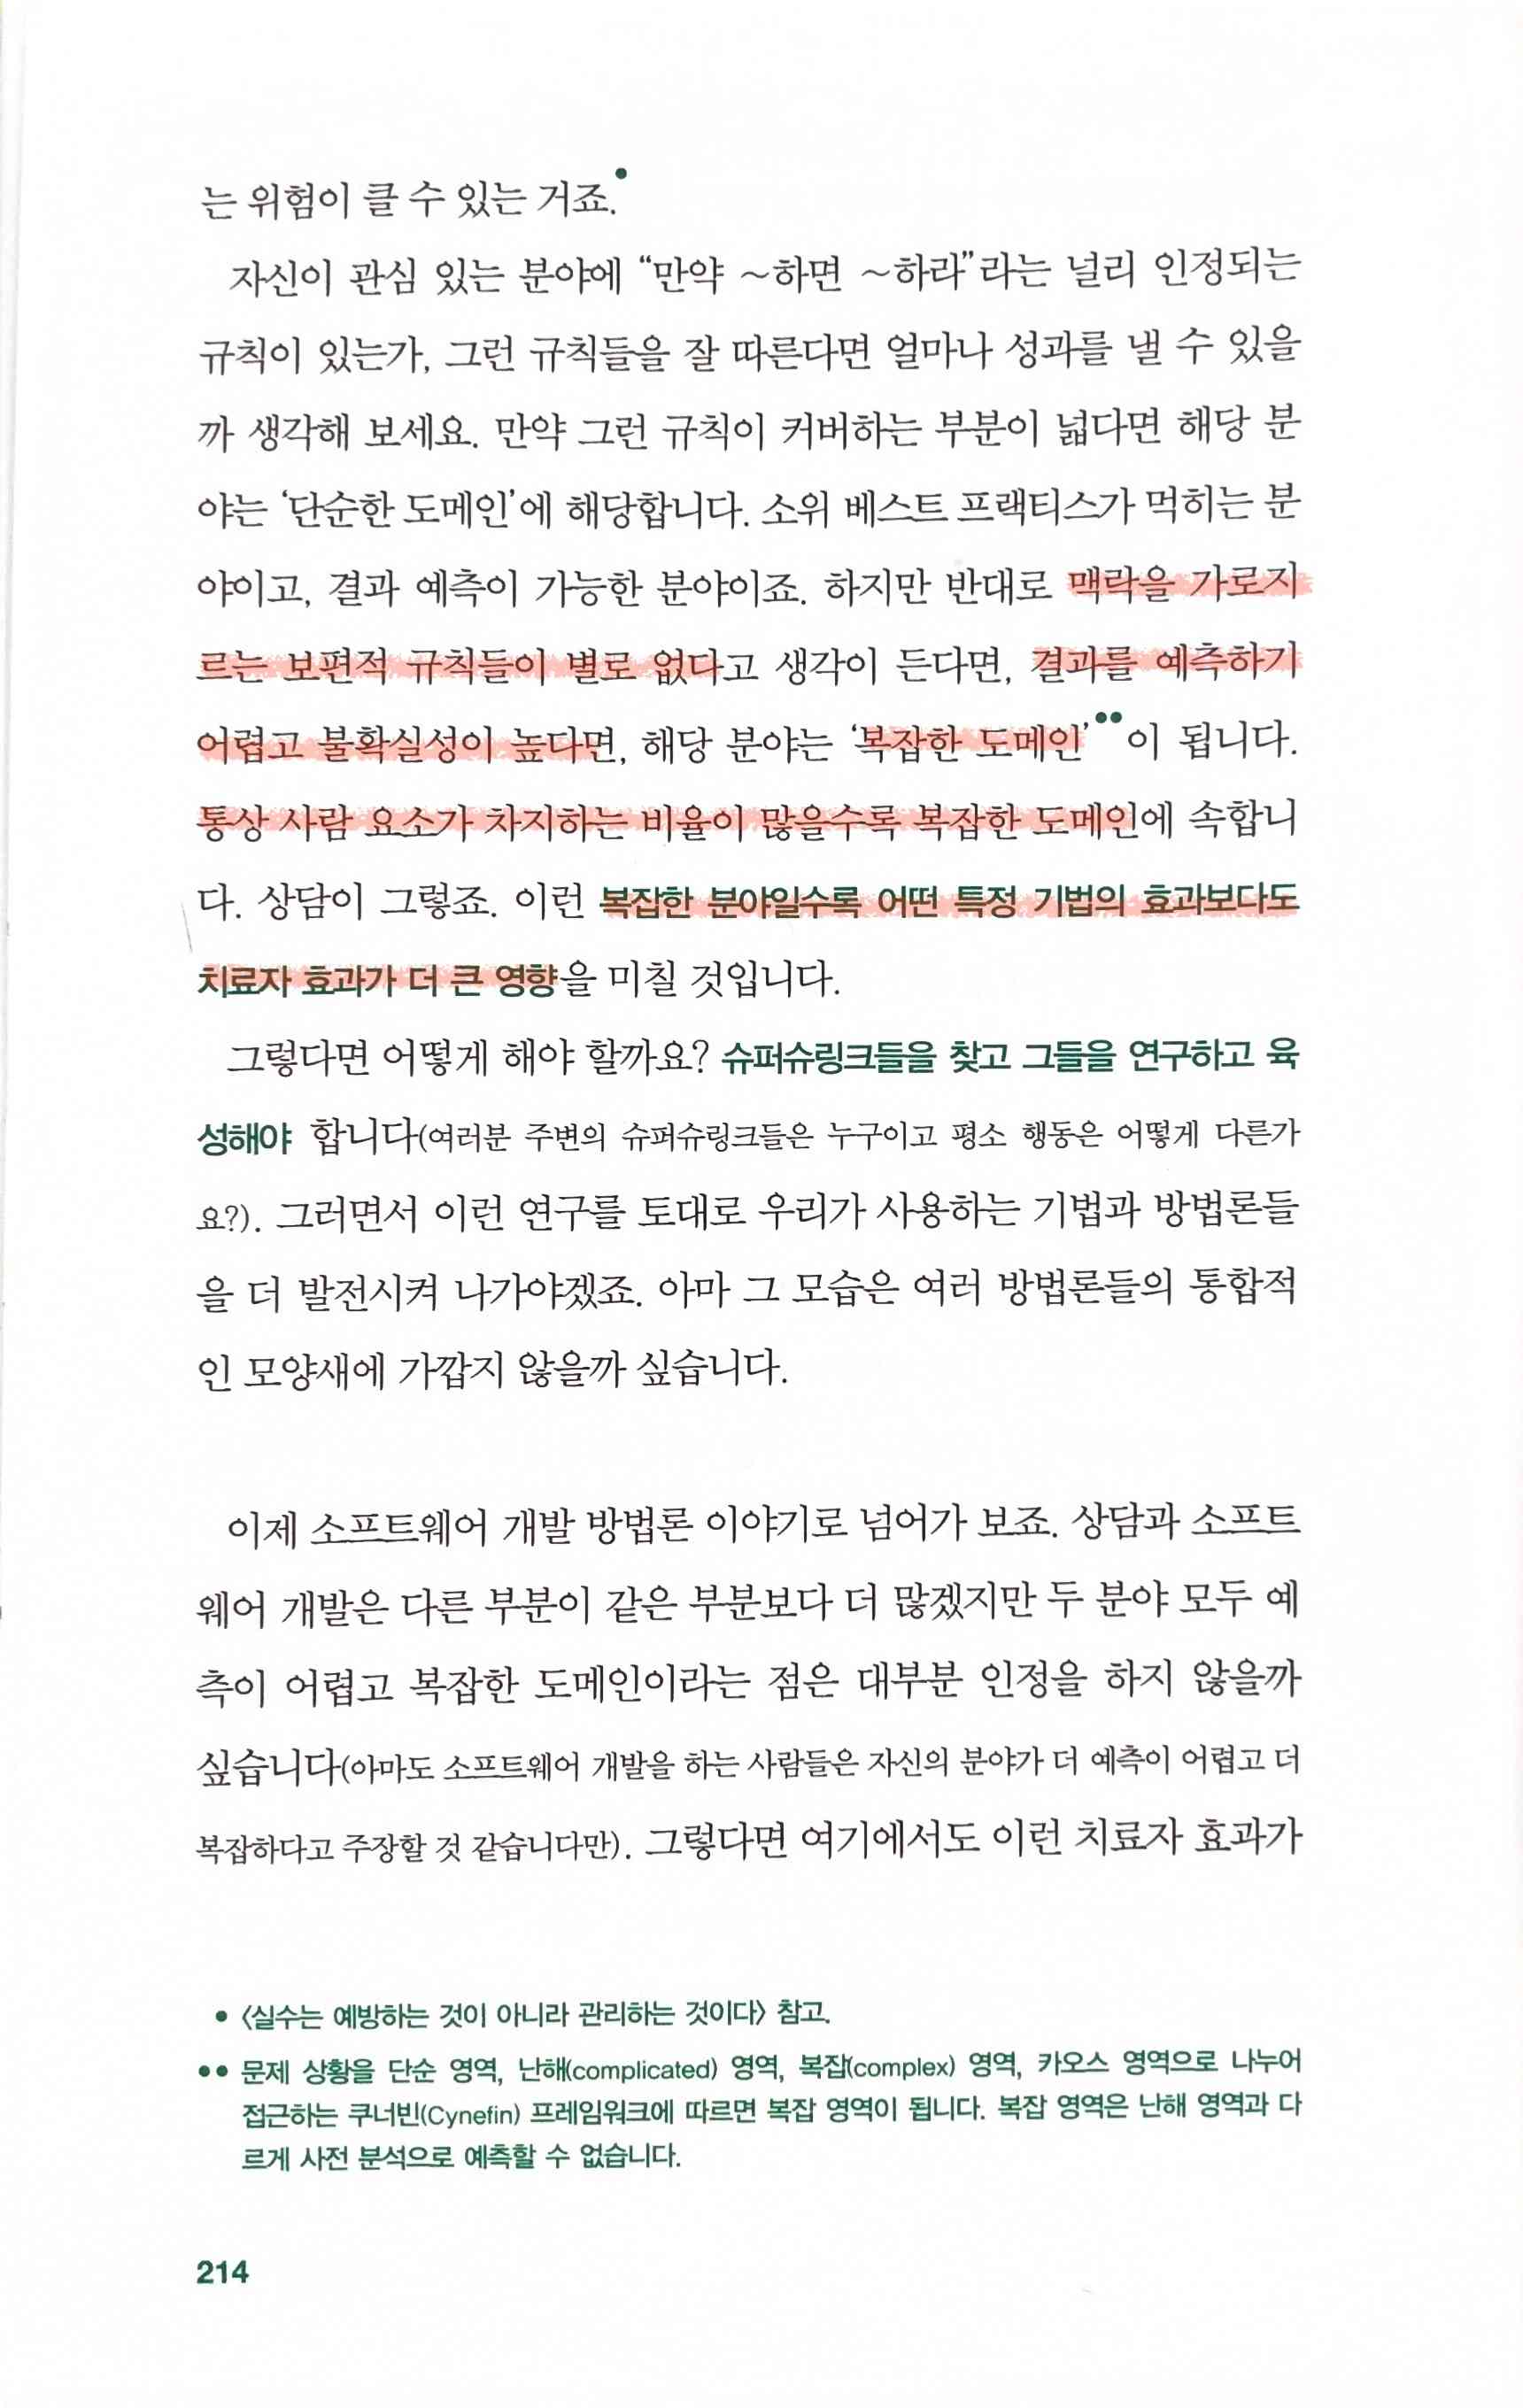 는 위험이 클 수 있는 거죠.●
자신이 관심 있는 분야에 “만약 ~하면 ~하라”라는 널리 인정되는
규칙이 있는가, 그런 규칙들을 잘 따른다면 얼마나 성과를 낼 수 있을
까 생각해 보세요. 만약 그런 규칙이 커버하는 부분이 넓다면 해당 분
야는 ‘단순한 도메인’에 해당합니다. 소위 베스트 프랙티스가 먹히는 분
야이고, 결과 예측이 가능한 분야이죠. 하지만 반대로 맥락을 가로지
르는 보편적 규칙들이 별로 없다고 생각이 든다면, 결과를 예측하기
어렵고 불확실성이 높다면, 해당 분야는 ‘복잡한 도메인’●●이 됩니다.
통상 사람 요소가 차지하는 비율이 많을수록 복잡한 도메인에 속합니
다. 상담이 그렇죠. 이런 복잡한 분야일수록 어떤 특정 기법의 효과보다도
치료자 효과가 더 큰 영향을 미칠 것입니다.
그렇다면 어떻게 해야 할까요? 슈퍼슈링크들을 찾고 그들을 연구하고 육
성해야 합니다(여러분 주변의 슈퍼슈링크들은 누구이고 평소 행동은 어떻게 다른가
요?). 그러면서 이런 연구를 토대로 우리가 사용하는 기법과 방법론들
을 더 발전시켜 나가야겠죠. 아마 그 모습은 여러 방법론들의 통합적
인 모양새에 가깝지 않을까 싶습니다.
이제 소프트웨어 개발 방법론 이야기로 넘어가 보죠. 상담과 소프트
웨어 개발은 다른 부분이 같은 부분보다 더 많겠지만 두 분야 모두 예
측이 어렵고 복잡한 도메인이라는 점은 대부분 인정을 하지 않을까
싶습니다(아마도 소프트웨어 개발을 하는 사람들은 자신의 분야가 더 예측이 어렵고 더
복잡하다고 주장할 것 같습니다만). 그렇다면 여기에서도 이런 치료자 효과가
● 〈실수는 예방하는 것이 아니라 관리하는 것이다〉 참고.
●● 문제 상황을 단순 영역, 난해(complicated) 영역, 복잡(complex) 영역, 카오스 영역으로 나누어
접근하는 쿠너빈(Cynefin) 프레임워크에 따르면 복잡 영역이 됩니다. 복잡 영역은 난해 영역과 다
르게 사전 분석으로 예측할 수 없습니다.
214